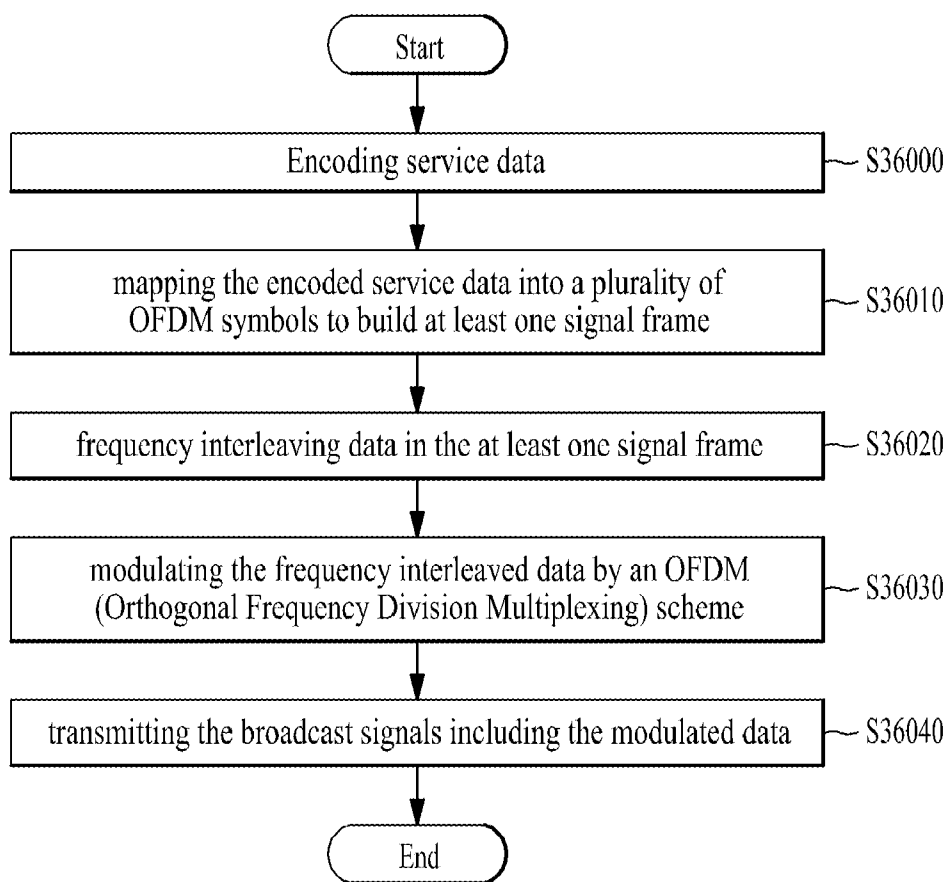 Start
Encoding service data
S36000
mapping the encoded service data into a plurality of
OFDM symbols to build at least one signal frame
S36010
frequency interleaving data in the at least one signal frame
S36020
modulating the frequency interleaved data by an OFDM
(Orthogonal Frequency Division Multiplexing) scheme
S36030
transmitting the broadcast signals including the modulated data
S36040
End